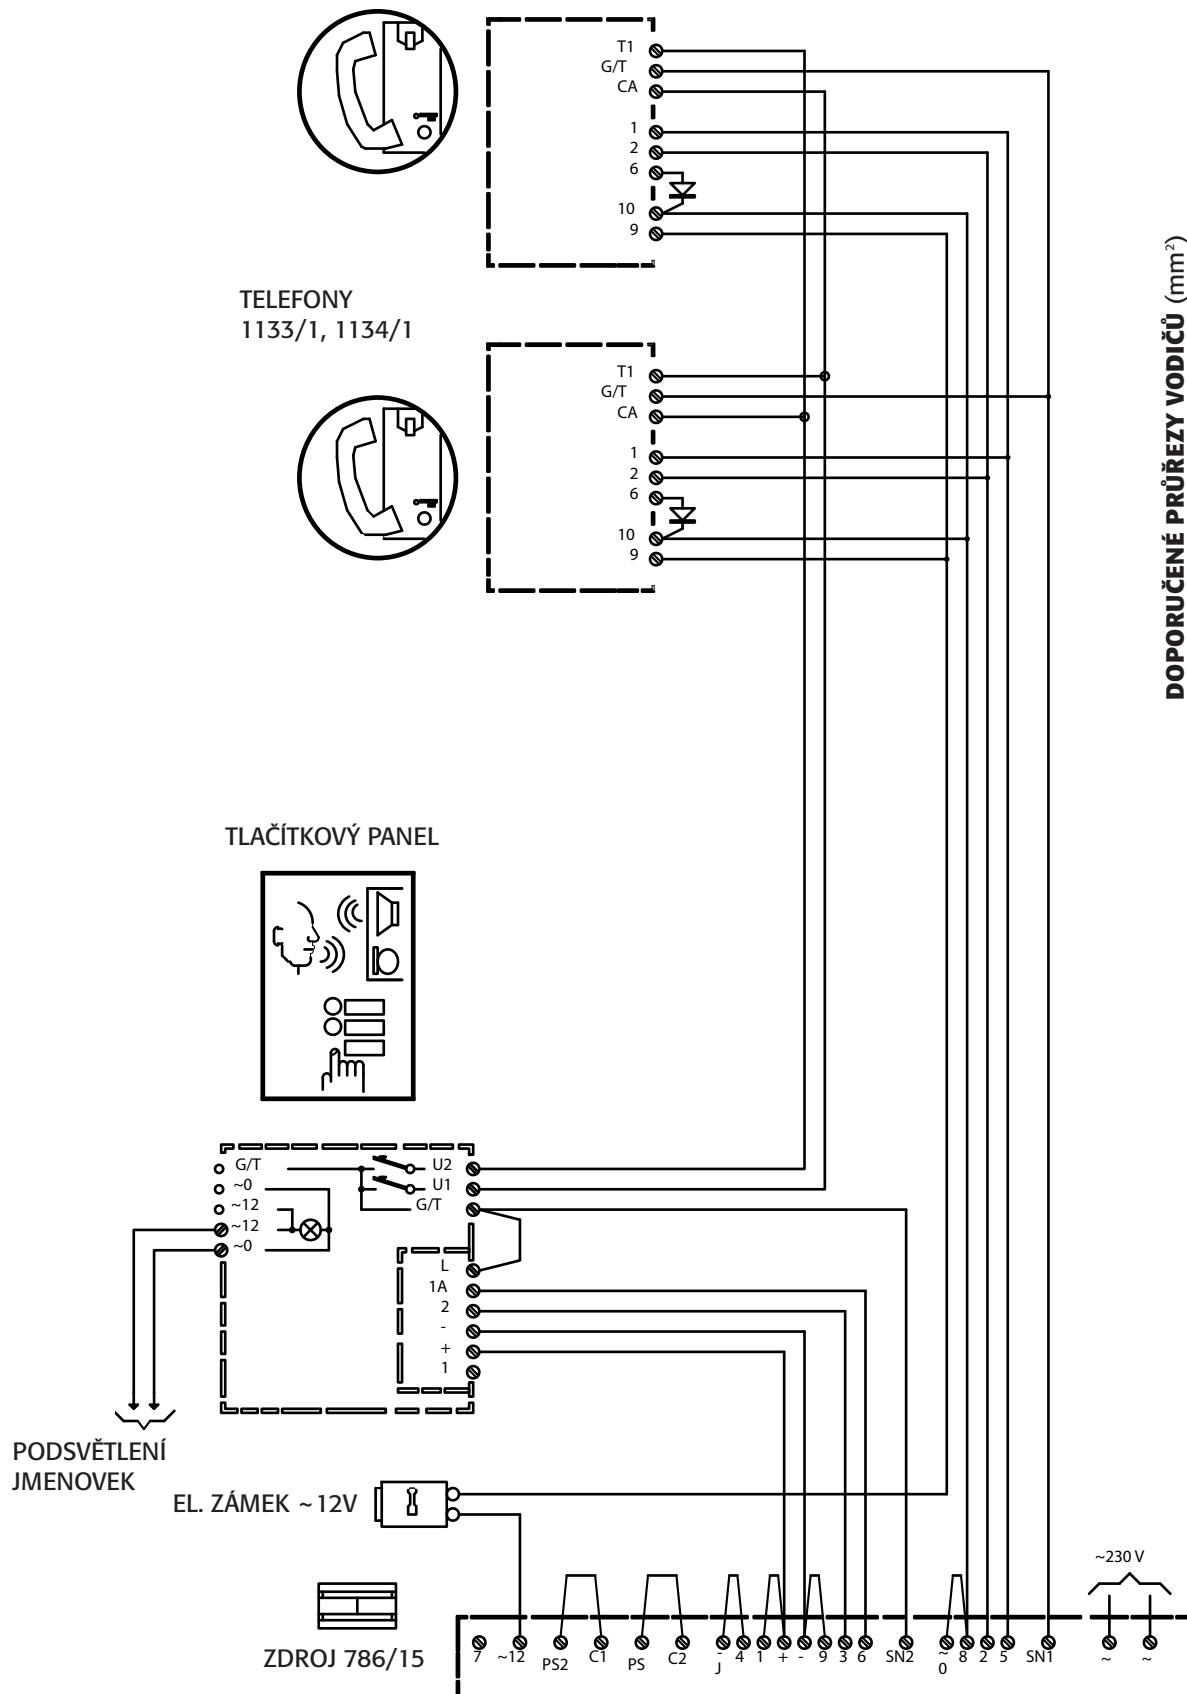 T1
G/T
CA
1
2
6
10
9
TELEFONY
1133/1, 1134/1
T1
G/T
CA
1
2
6
10
9
DOPORUČENÉ PRŮŘEZY VODIČŮ (mm²)
TLAČÍTKOVÝ PANEL
G/T
~0
~12
~12
~0
U2
U1
G/T
L
1A
2
-
+
1
PODSVĚTLENÍ
JMENOVEK
EL. ZÁMEK ~12V
~230 V
ZDROJ 786/15
7 ~12 PS2 C1 PS C2 -J 4 1 + - 9 3 6 SN2 ~0 8 2 5 SN1 ~ ~